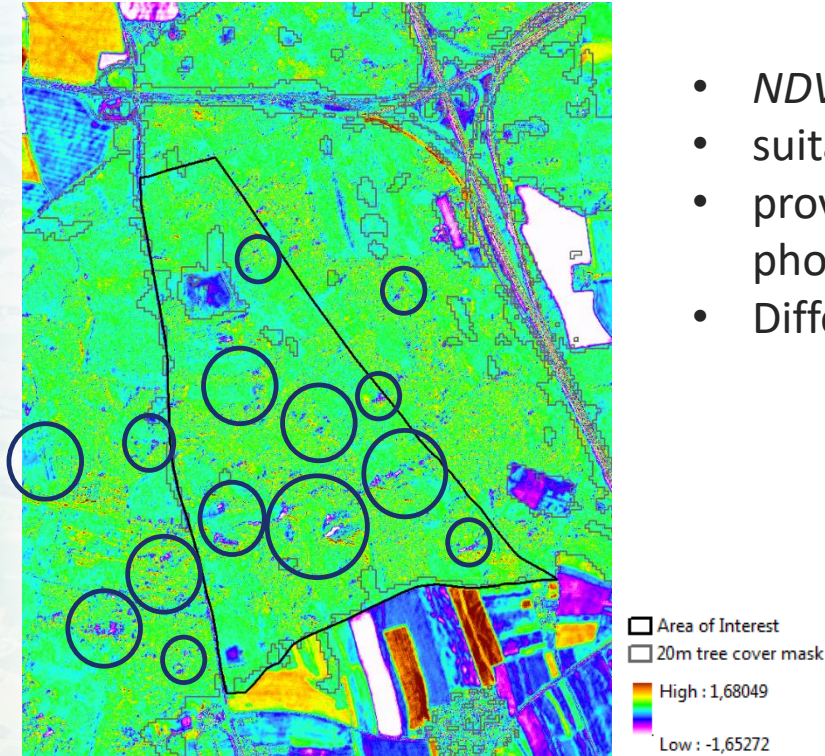 • NDV
• suita
• prov
pho
• Diffe
Area of Interest
20m tree cover mask
High : 1,68049
Low : -1,65272